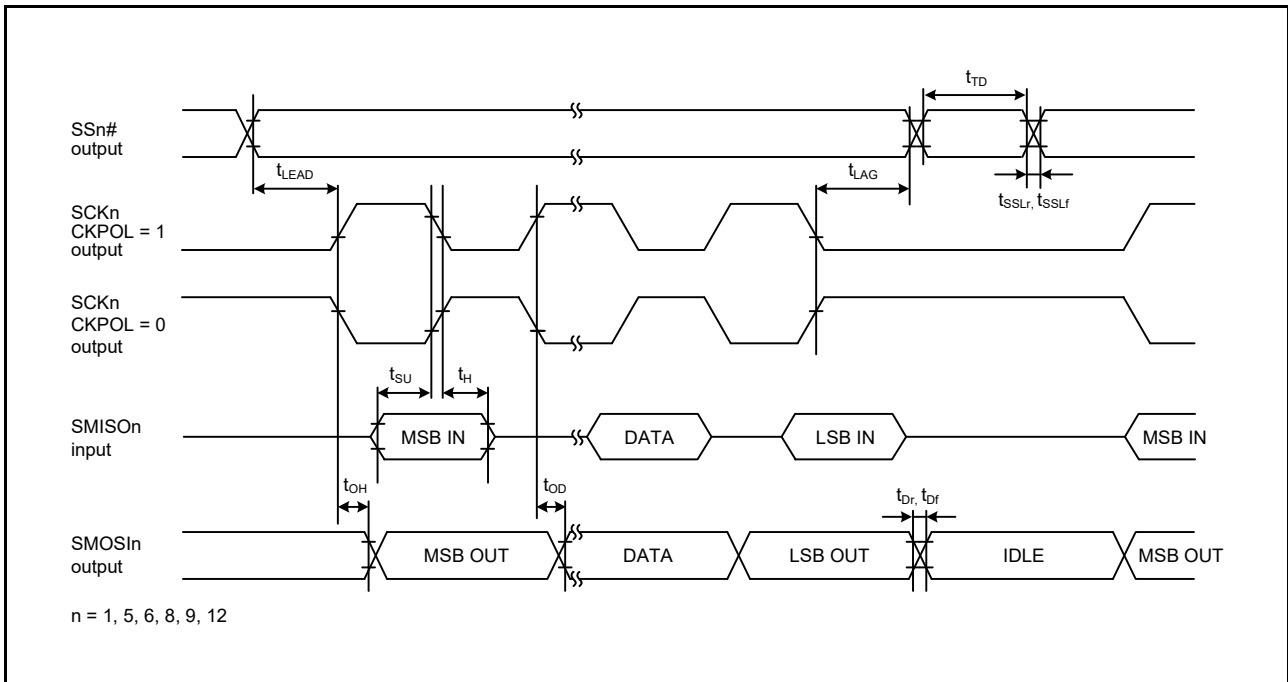 tTD
SSn#
output
tLEAD
tLAG
tSSLr, tSSLf
SCKn
CKPOL = 1
output
SCKn
CKPOL = 0
output
tSU
tH
SMISOn
input
MSB IN
DATA
LSB IN
MSB IN
tOH
tOD
tDr, tDf
SMOSIn
output
MSB OUT
DATA
LSB OUT
IDLE
MSB OUT
n = 1, 5, 6, 8, 9, 12